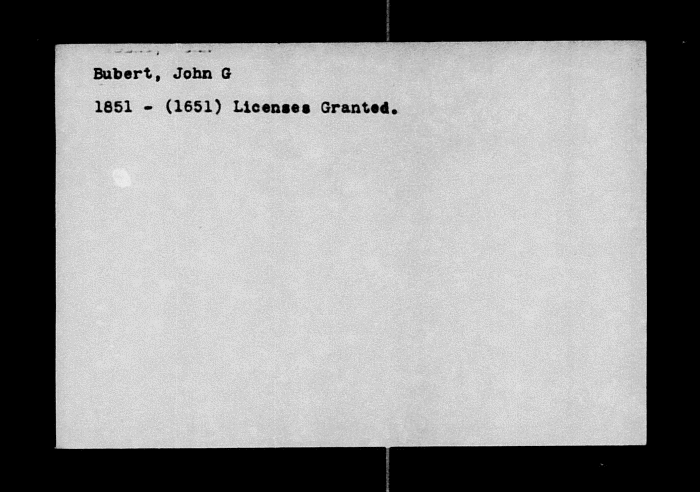 Bubert, John G
1851 - (1651) Licenses Granted.